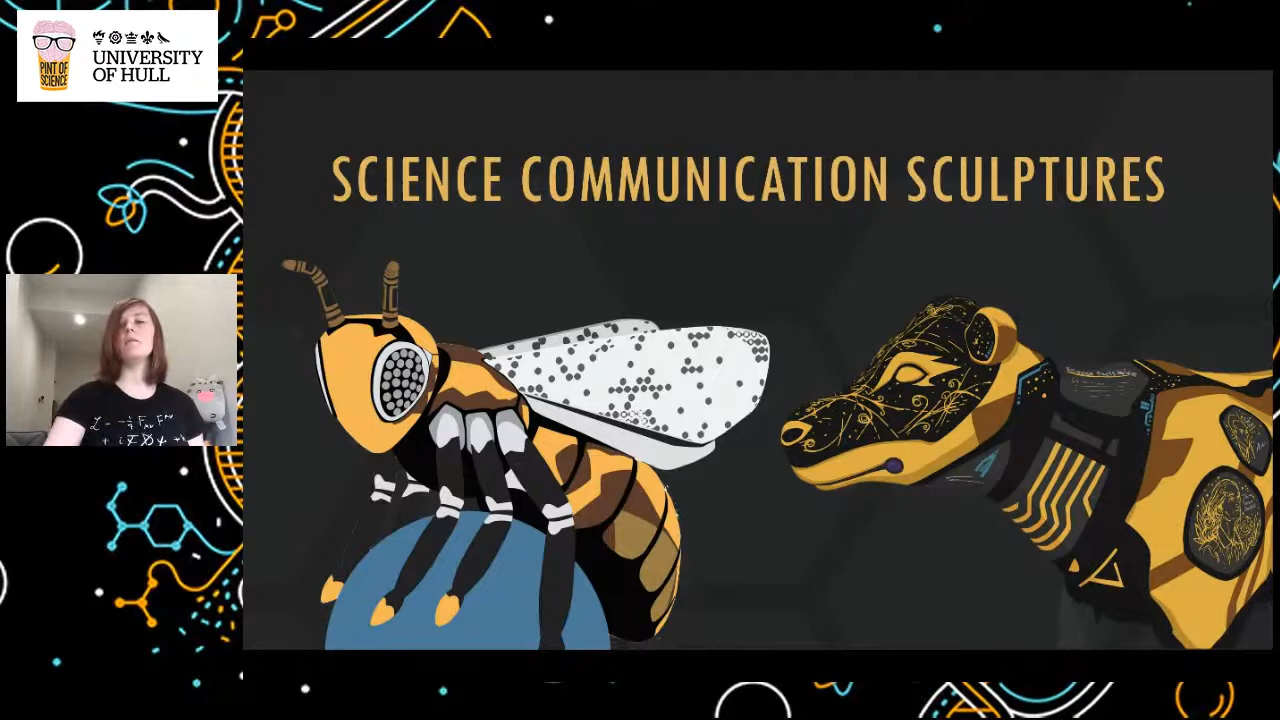 PINT OF
SCIENCE
UNIVERSITY
OF HULL
SCIENCE COMMUNICATION SCULPTURES